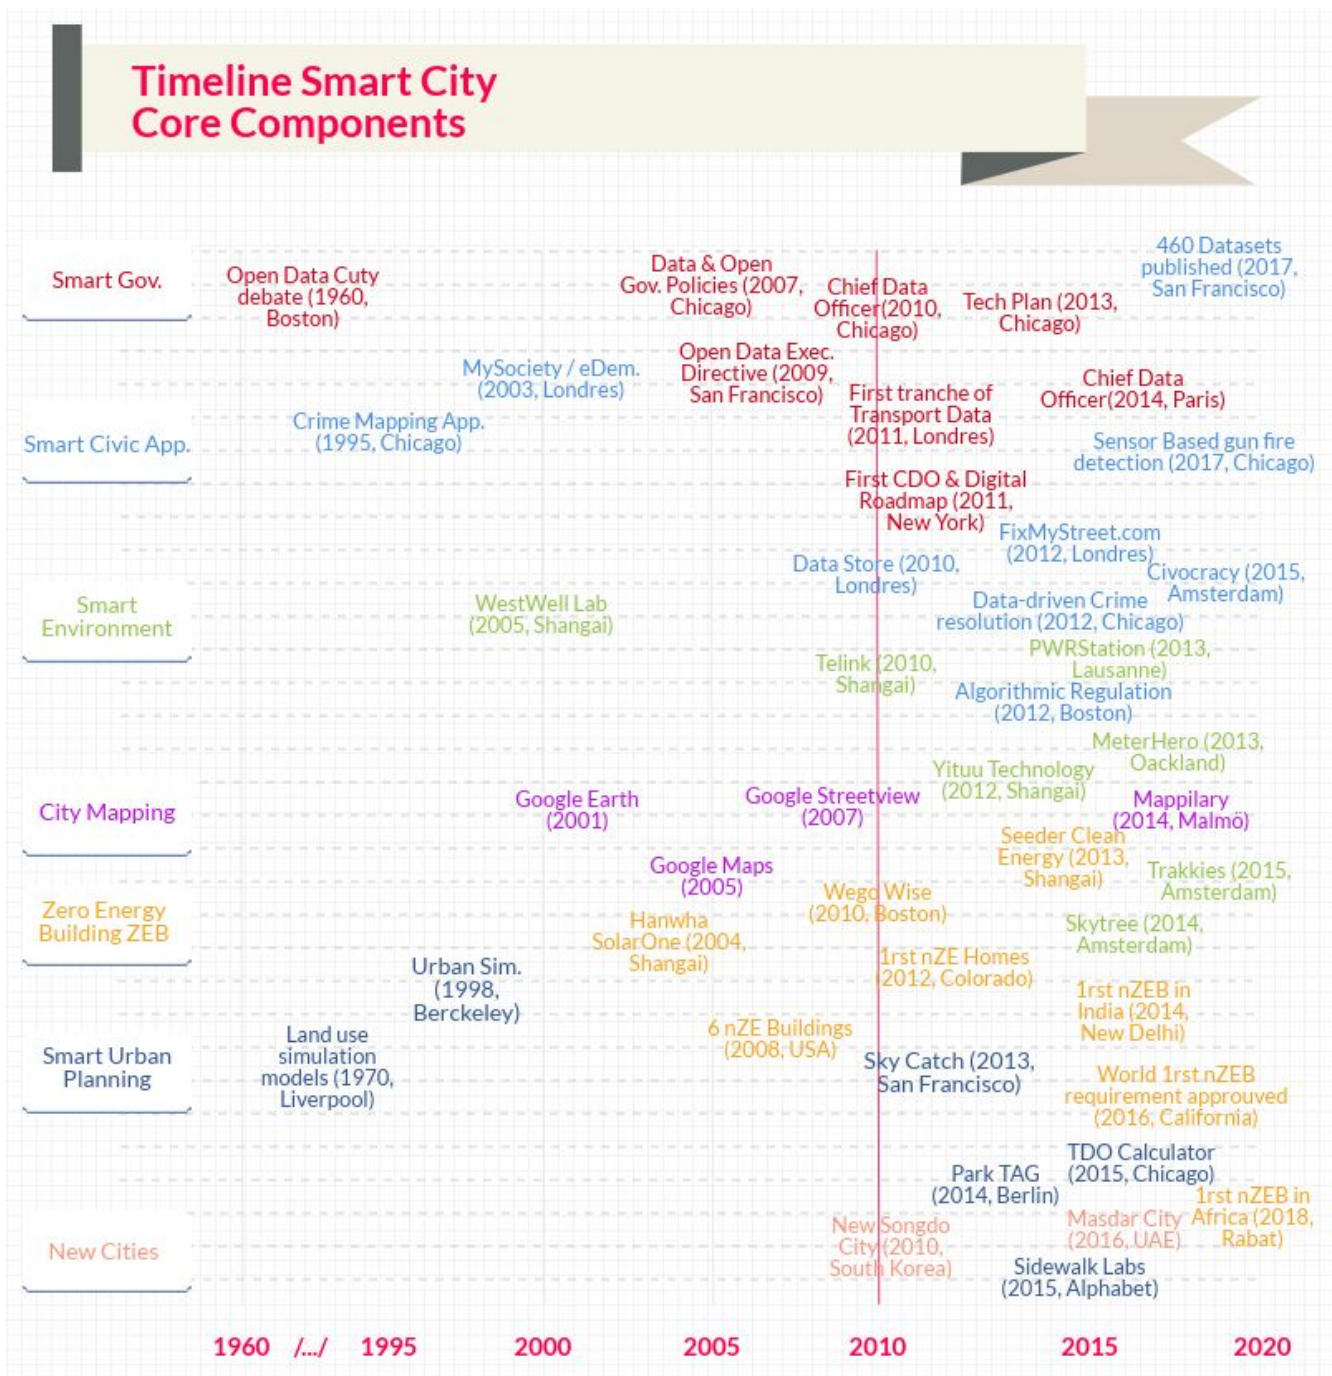 Timeline Smart City
Core Components
Smart Gov.
Open Data Cuty
debate (1960,
Boston)
Data & Open
Gov. Policies (2007,
Chicago)
Chief Data
Officer(2010,
Chicago)
Tech Plan (2013,
Chicago)
460 Datasets
published (2017,
San Francisco)
MySociety / eDem.
(2003, Londres)
Open Data Exec.
Directive (2009,
San Francisco)
First tranche of
Transport Data
(2011, Londres)
Chief Data
Officer(2014, Paris)
Smart Civic App.
Crime Mapping App.
(1995, Chicago)
Sensor Based gun fire
detection (2017, Chicago)
First CDO & Digital
Roadmap (2011,
New York)
FixMyStreet.com
(2012, Londres)
Data Store (2010,
Londres)
Civocracy (2015,
Amsterdam)
Smart
Environment
WestWell Lab
(2005, Shangai)
Data-driven Crime
resolution (2012, Chicago)
PWRStation (2013,
Lausanne)
Telink (2010,
Shangai)
Algorithmic Regulation
(2012, Boston)
MeterHero (2013,
Oackland)
Yituu Technology
(2012, Shangai)
City Mapping
Google Earth
(2001)
Google Streetview
(2007)
Mappilary
(2014, Malmö)
Seeder Clean
Energy (2013,
Shangai)
Google Maps
(2005)
Trakkies (2015,
Amsterdam)
Zero Energy
Building ZEB
Wego Wise
(2010, Boston)
Hanwha
SolarOne (2004,
Shangai)
Skytree (2014,
Amsterdam)
1rst nZE Homes
(2012, Colorado)
Urban Sim.
(1998,
Berckeley)
1rst nZEB in
India (2014,
New Delhi)
Smart Urban
Planning
Land use
simulation
models (1970,
Liverpool)
6 nZE Buildings
(2008, USA)
Sky Catch (2013,
San Francisco)
World 1rst nZEB
requirement approuved
(2016, California)
TDO Calculator
(2015, Chicago)
Park TAG
(2014, Berlin)
1rst nZEB in
Africa (2018,
Rabat)
New Cities
New Songdo
City (2010,
South Korea)
Masdar City
(2016, UAE)
Sidewalk Labs
(2015, Alphabet)
1960 /.../ 1995 2000 2005 2010 2015 2020